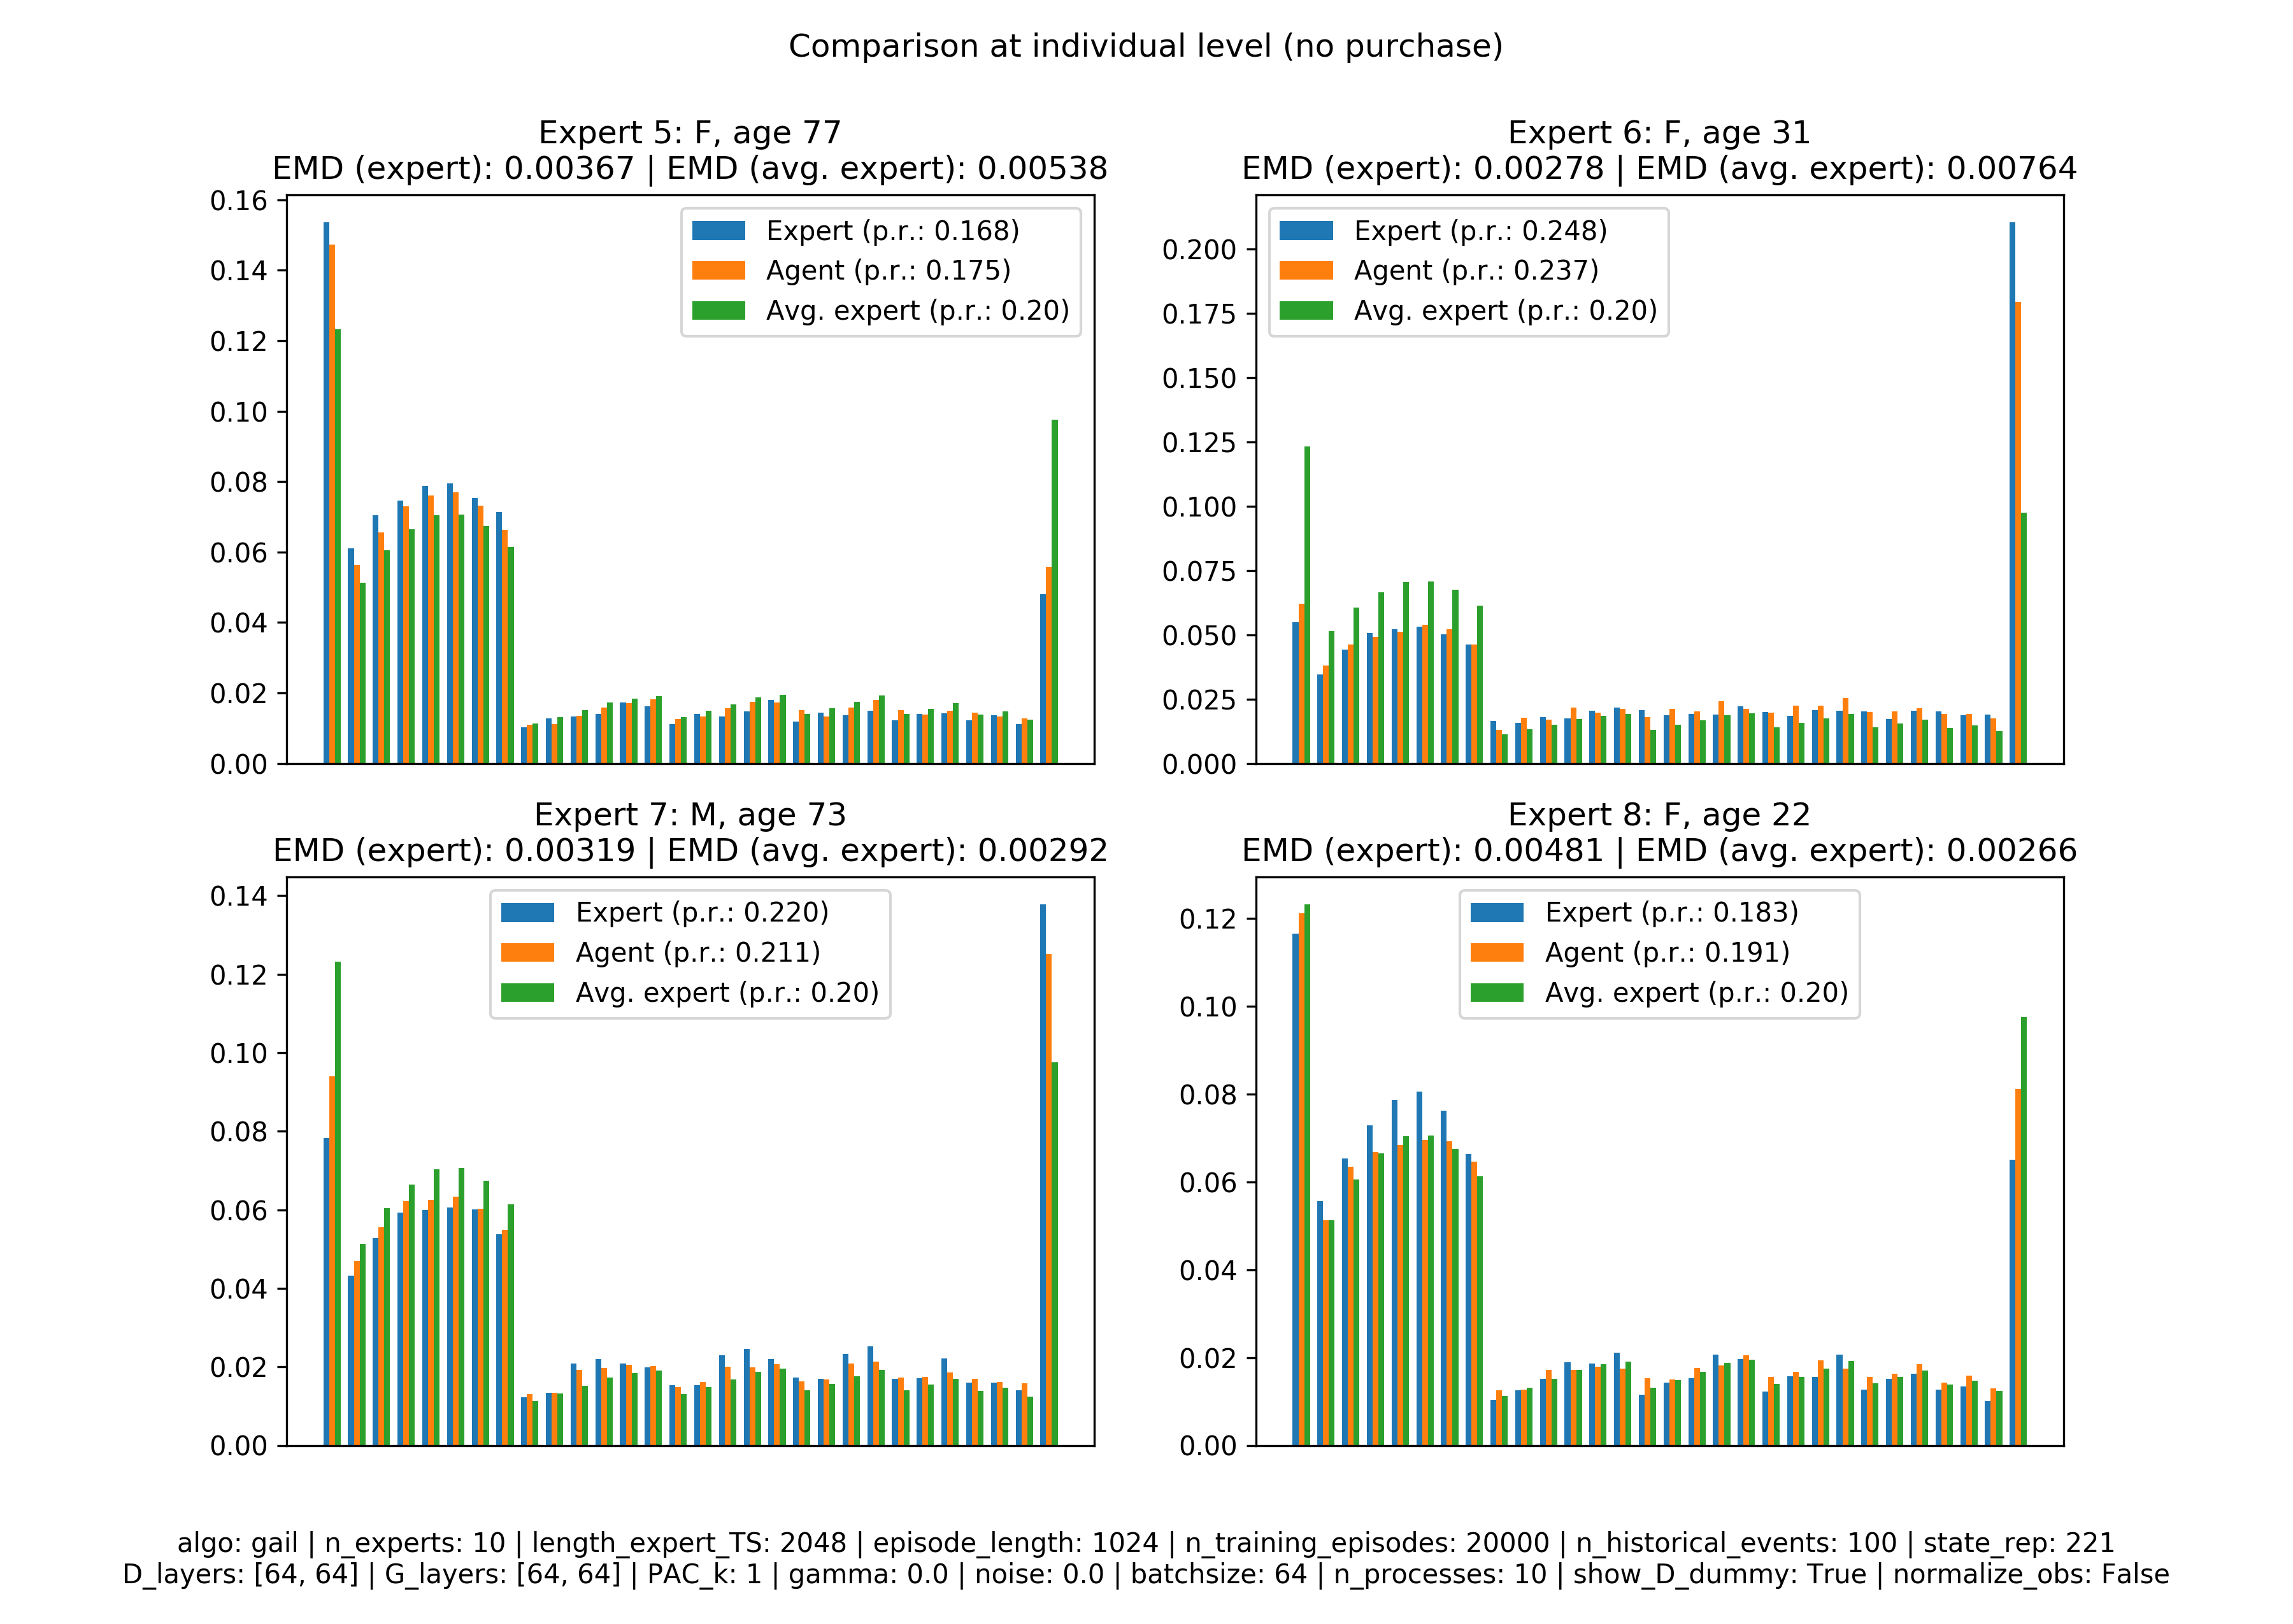 Comparison at individual level (no purchase)
Expert 5: F, age 77
EMD (expert): 0.00367 | EMD (avg. expert): 0.00538
0.16
0.14
0.12
0.10
0.08
0.06
0.04
0.02
0.00
Expert (p.r.: 0.168)
Agent (p.r.: 0.175)
Avg. expert (p.r.: 0.20)
Expert 6: F, age 31
EMD (expert): 0.00278 | EMD (avg. expert): 0.00764
0.200
0.175
0.150
0.125
0.100
0.075
0.050
0.025
0.000
Expert (p.r.: 0.248)
Agent (p.r.: 0.237)
Avg. expert (p.r.: 0.20)
Expert 7: M, age 73
EMD (expert): 0.00319 | EMD (avg. expert): 0.00292
0.14
0.12
0.10
0.08
0.06
0.04
0.02
0.00
Expert (p.r.: 0.220)
Agent (p.r.: 0.211)
Avg. expert (p.r.: 0.20)
Expert 8: F, age 22
EMD (expert): 0.00481 | EMD (avg. expert): 0.00266
0.12
0.10
0.08
0.06
0.04
0.02
0.00
Expert (p.r.: 0.183)
Agent (p.r.: 0.191)
Avg. expert (p.r.: 0.20)
algo: gail | n_experts: 10 | length_expert_TS: 2048 | episode_length: 1024 | n_training_episodes: 20000 | n_historical_events: 100 | state_rep: 221
D_layers: [64, 64] | G_layers: [64, 64] | PAC_k: 1 | gamma: 0.0 | noise: 0.0 | batchsize: 64 | n_processes: 10 | show_D_dummy: True | normalize_obs: False